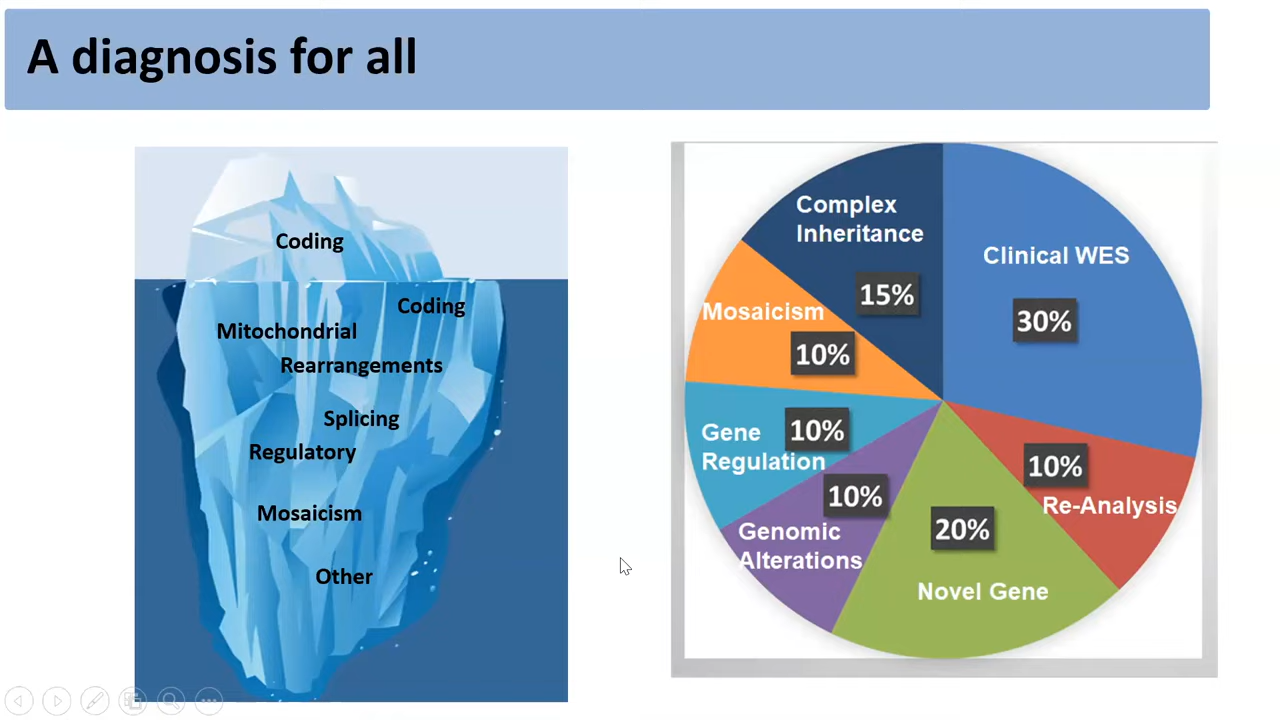 A diagnosis for all
Coding
Coding
Mitochondrial
Rearrangements
Splicing
Regulatory
Mosaicism
Other
Complex
Inheritance
15%
Clinical WES
30%
Mosaicism
10%
Gene
Regulation
10%
10%
Genomic
Alterations
20%
Novel Gene
10%
Re-Analysis